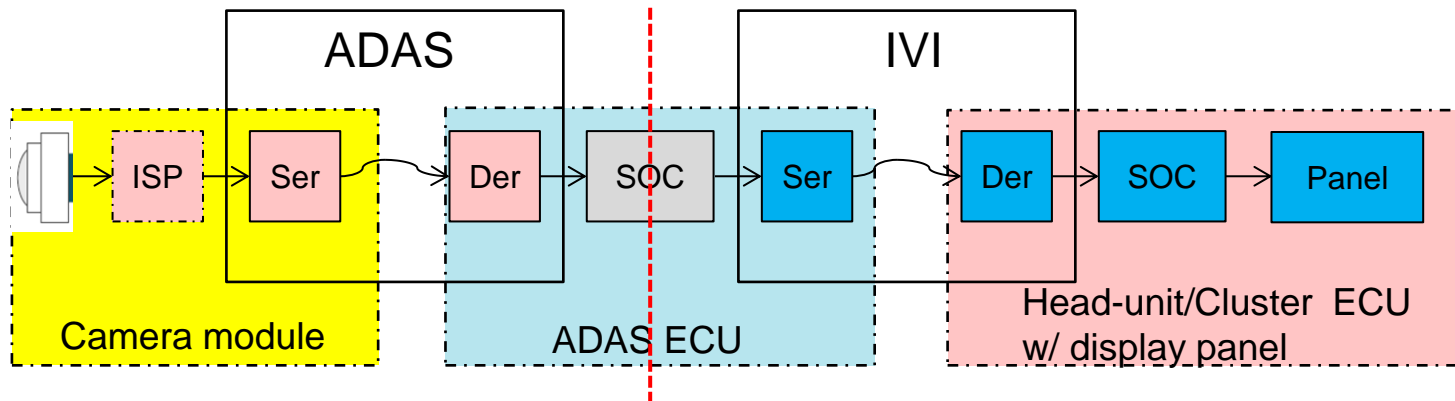 ADAS
IVI
ISP
Ser
Der
SOC
Ser
Der
SOC
Panel
Camera module
ADAS ECU
Head-unit/Cluster ECU
w/ display panel